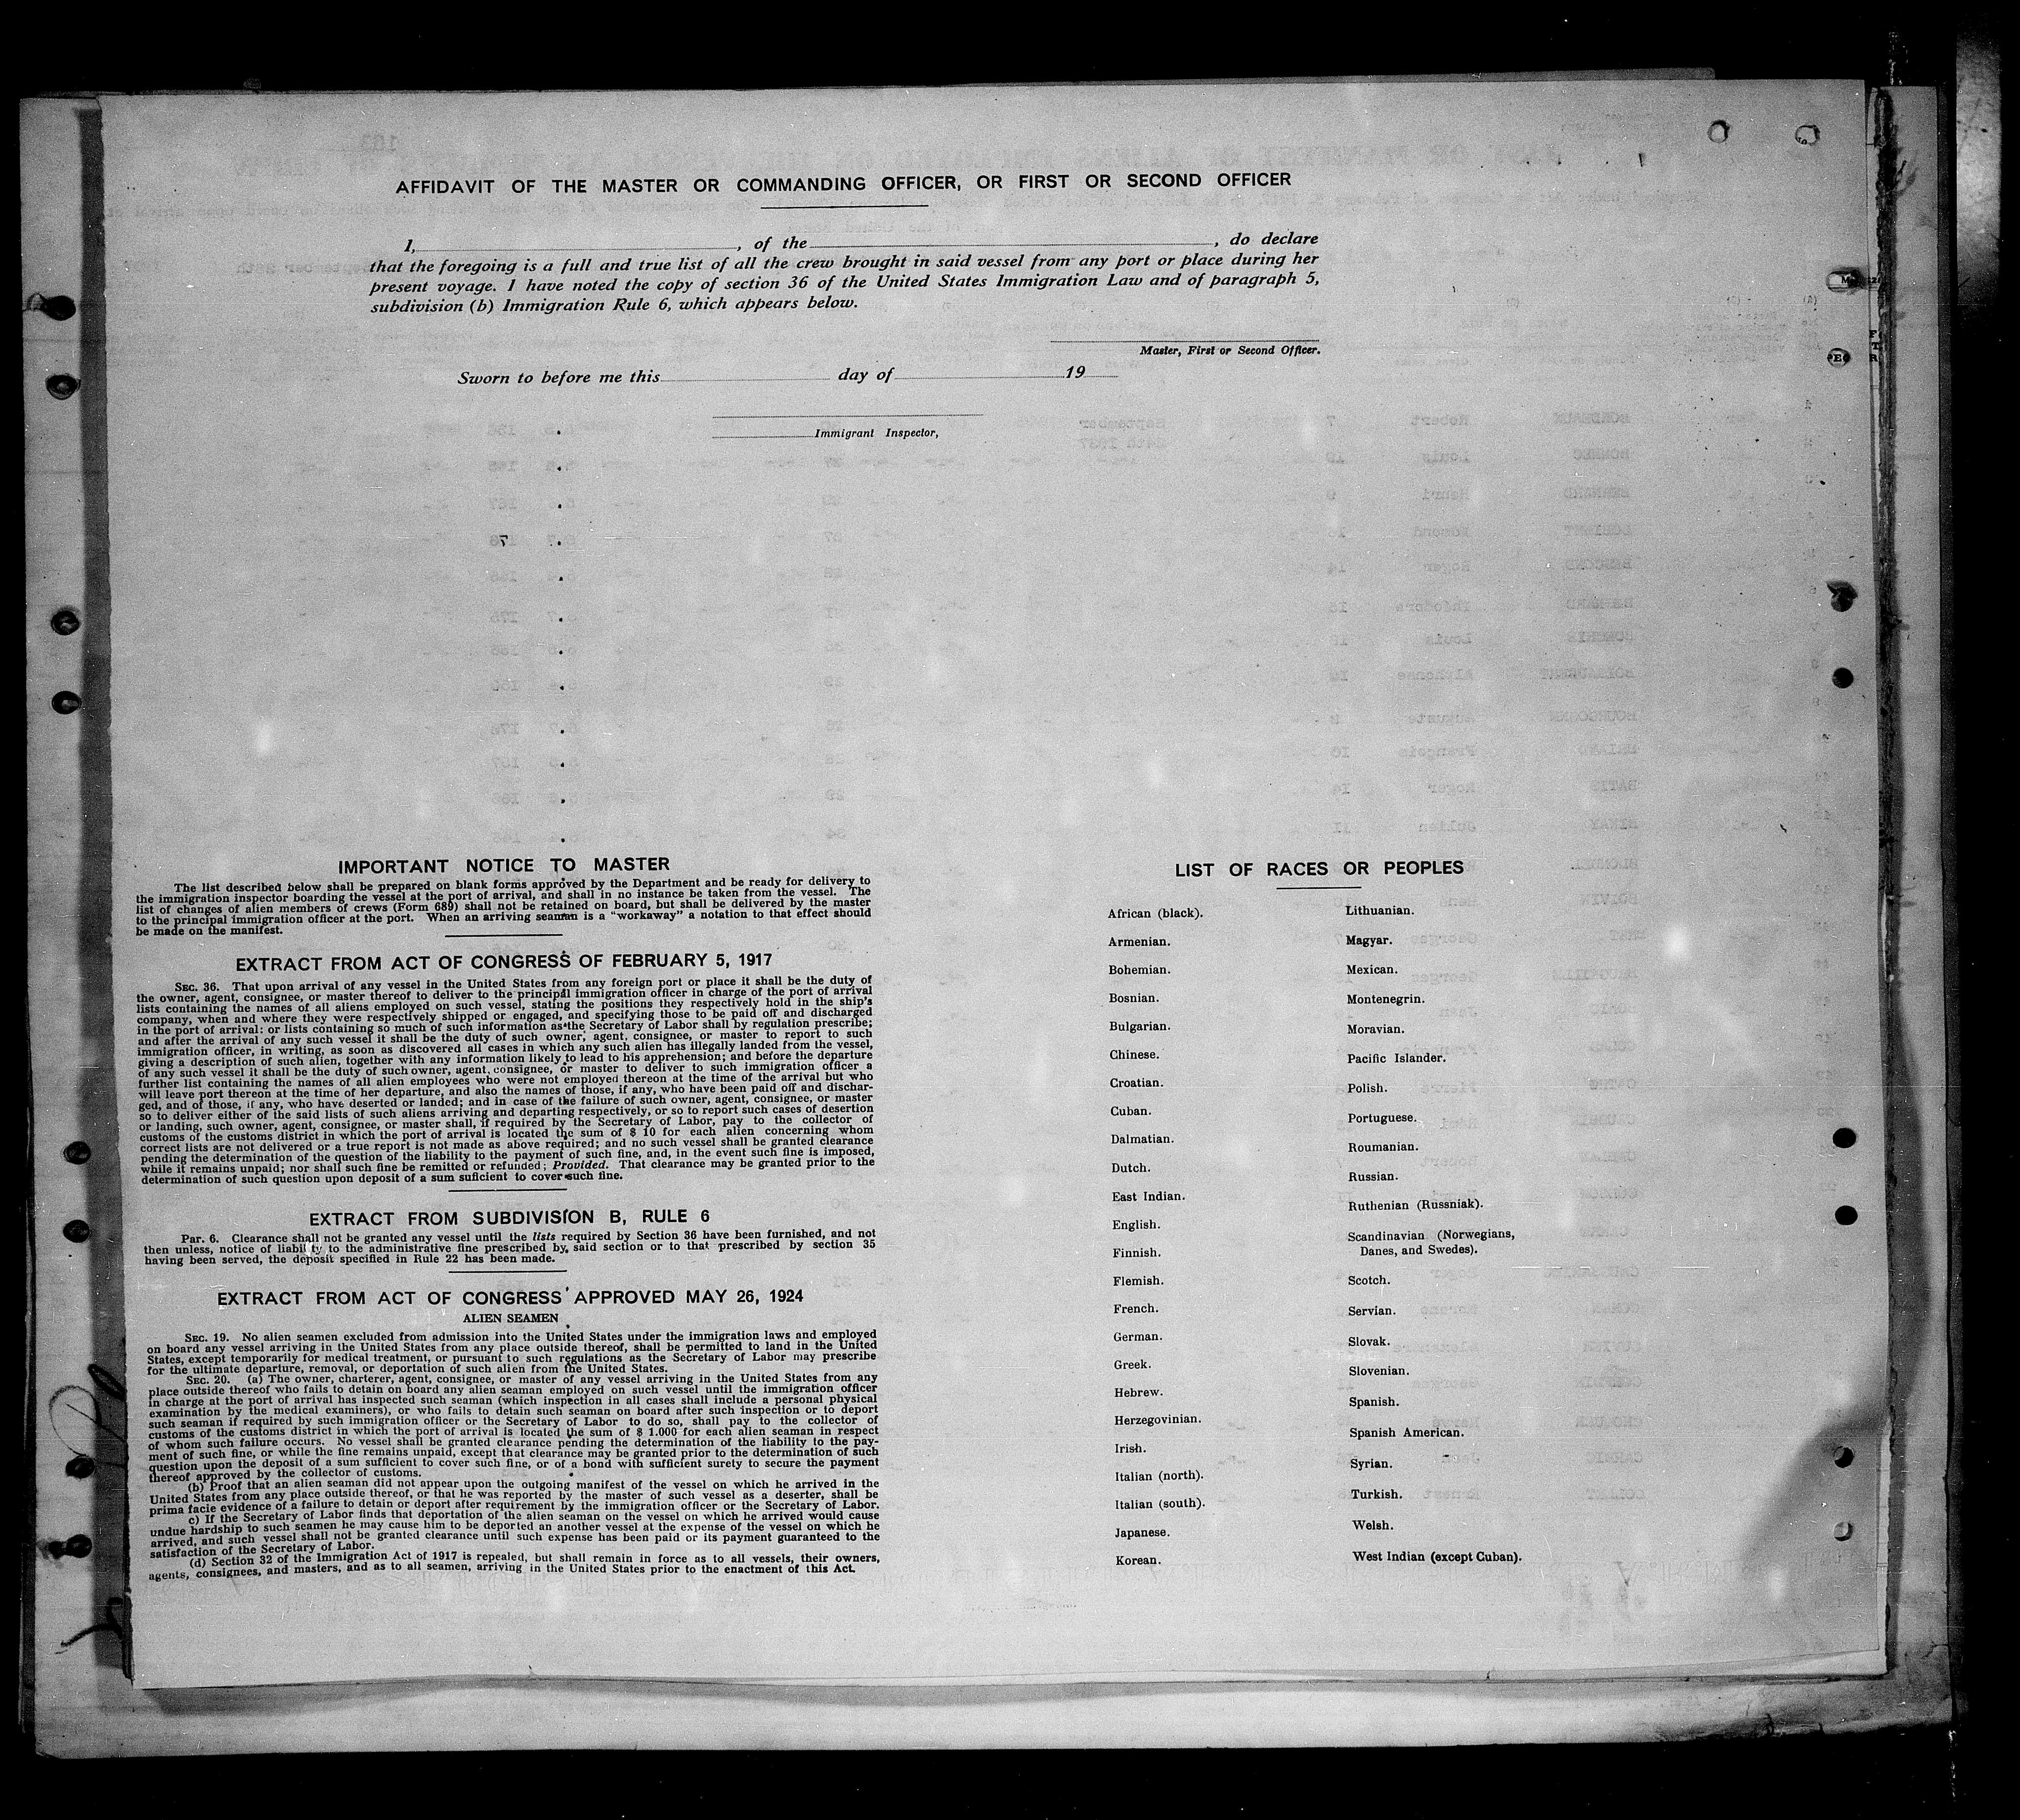 AFFIDAVIT OF THE MASTER OR COMMANDING OFFICER, OR FIRST OR SECOND OFFICER
I, , of the , do declare
that the foregoing is a full and true list of all the crew brought in said vessel from any port or place during her
present voyage. I have noted the copy of section 36 of the United States Immigration Law and of paragraph 5,
subdivision (b) Immigration Rule 6, which appears below.
Master, First or Second Officer.
Sworn to before me this day of 19
Immigrant Inspector,
IMPORTANT NOTICE TO MASTER
The list described below shall be prepared on blank forms approved by the Department and be ready for delivery to
the immigration inspector boarding the vessel at the port of arrival, and shall in no instance be taken from the vessel. The
list of changes of alien members of crews (Form 689) shall not be retained on board, but shall be delivered by the master
to the principal immigration officer at the port. When an arriving seaman is a "workaway" a notation to that effect should
be made on the manifest.
EXTRACT FROM ACT OF CONGRESS OF FEBRUARY 5, 1917
SEC. 36. That upon arrival of any vessel in the United States from any foreign port or place it shall be the duty of
the owner, agent, consignee, or master thereof to deliver to the principal immigration officer in charge of the port of arrival
lists containing the names of all aliens employed on such vessel, stating the positions they respectively hold in the ship's
company, when and where they were respectively shipped or engaged, and specifying those to be paid off and discharged
in the port of arrival: or lists containing so much of such information as the Secretary of Labor shall by regulation prescribe;
and after the arrival of any such vessel it shall be the duty of such owner, agent, consignee, or master to report to such
immigration officer, in writing, as soon as discovered all cases in which any such alien has illegally landed from the vessel,
giving a description of such alien, together with any information likely to lead to his apprehension; and before the departure
of any such vessel it shall be the duty of such owner, agent, consignee, or master to deliver to such immigration officer a
further list containing the names of all alien employees who were not employed thereon at the time of the arrival but who
will leave port thereon at the time of her departure, and also the names of those, if any, who have been paid off and dischar-
ged, and of those, if any, who have deserted or landed; and in case of the failure of such owner, agent, consignee, or master
so to deliver either of the said lists of such aliens arriving and departing respectively, or so to report such cases of desertion
or landing, such owner, agent, consignee, or master shall, if required by the Secretary of Labor, pay to the collector of
customs of the customs district in which the port of arrival is located the sum of $ 10 for each alien concerning whom
correct lists are not delivered or a true report is not made as above required; and no such vessel shall be granted clearance
pending the determination of the question of the liability to the payment of such fine, and, in the event such fine is imposed,
while it remains unpaid; nor shall such fine be remitted or refunded; Provided. That clearance may be granted prior to the
determination of such question upon deposit of a sum suficient to cover such fine.
EXTRACT FROM SUBDIVISION B, RULE 6
Par. 6. Clearance shall not be granted any vessel until the lists required by Section 36 have been furnished, and not
then unless, notice of liability to the administrative fine prescribed by said section or to that prescribed by section 35
having been served, the deposit specified in Rule 22 has been made.
EXTRACT FROM ACT OF CONGRESS APPROVED MAY 26, 1924
ALIEN SEAMEN
SEC. 19. No alien seamen excluded from admission into the United States under the immigration laws and employed
on board any vessel arriving in the United States from any place outside thereof, shall be permitted to land in the United
States, except temporarily for medical treatment, or pursuant to such regulations as the Secretary of Labor may prescribe
for the ultimate departure, removal, or deportation of such alien from the United States.
SEC. 20. (a) The owner, charterer, agent, consignee, or master of any vessel arriving in the United States from any
place outside thereof who fails to detain on board any alien seaman employed on such vessel until the immigration officer
in charge at the port of arrival has inspected such seaman (which inspection in all cases shall include a personal physical
examination by the medical examiners), or who fails to detain such seaman on board after such inspection or to deport
such seaman if required by such immigration officer or the Secretary of Labor to do so, shall pay to the collector of
customs of the customs district in which the port of arrival is located the sum of $ 1.000 for each alien seaman in respect
of whom such failure occurs. No vessel shall be granted clearance pending the determination of the liability to the pay-
ment of such fine, or while the fine remains unpaid, except that clearance may be granted prior to the determination of such
question upon the deposit of a sum sufficient to cover such fine, or of a bond with sufficient surety to secure the payment
thereof approved by the collector of customs.
(b) Proof that an alien seaman did not appear upon the outgoing manifest of the vessel on which he arrived in the
United States from any place outside thereof, or that he was reported by the master of such vessel as a deserter, shall be
prima facie evidence of a failure to detain or deport after requirement by the immigration officer or the Secretary of Labor.
c) If the Secretary of Labor finds that deportation of the alien seaman on the vessel on which he arrived would cause
undue hardship to such seamen he may cause him to be deported an another vessel at the expense of the vessel on which he
arrived, and such vessel shall not be granted clearance until such expense has been paid or its payment guaranteed to the
satisfaction of the Secretary of Labor.
(d) Section 32 of the Immigration Act of 1917 is repealed, but shall remain in force as to all vessels, their owners,
agents, consignees, and masters, and as to all seamen, arriving in the United States prior to the enactment of this Act.
LIST OF RACES OR PEOPLES
African (black).
Armenian.
Bohemian.
Bosnian.
Bulgarian.
Chinese.
Croatian.
Cuban.
Dalmatian.
Dutch.
East Indian.
English.
Finnish.
Flemish.
French.
German.
Greek.
Hebrew.
Herzegovinian.
Irish.
Italian (north).
Italian (south).
Japanese.
Korean.
Lithuanian.
Magyar.
Mexican.
Montenegrin.
Moravian.
Pacific Islander.
Polish.
Portuguese.
Roumanian.
Russian.
Ruthenian (Russniak).
Scandinavian (Norwegians,
Danes, and Swedes).
Scotch.
Servian.
Slovak.
Slovenian.
Spanish.
Spanish American.
Syrian.
Turkish.
Welsh.
West Indian (except Cuban).